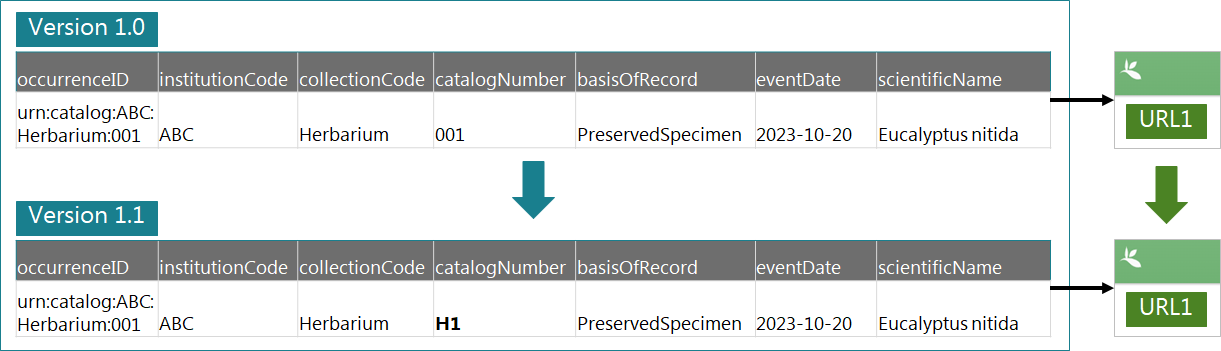 Version 1.0
occurrenceID institutionCode collectionCode catalogNumber basisOfRecord eventDate scientificName
urn:catalog:ABC:
Herbarium:001 ABC Herbarium 001 PreservedSpecimen 2023-10-20 Eucalyptus nitida
URL1
Version 1.1
occurrenceID institutionCode collectionCode catalogNumber basisOfRecord eventDate scientificName
urn:catalog:ABC:
Herbarium:001 ABC Herbarium H1 PreservedSpecimen 2023-10-20 Eucalyptus nitida
URL1